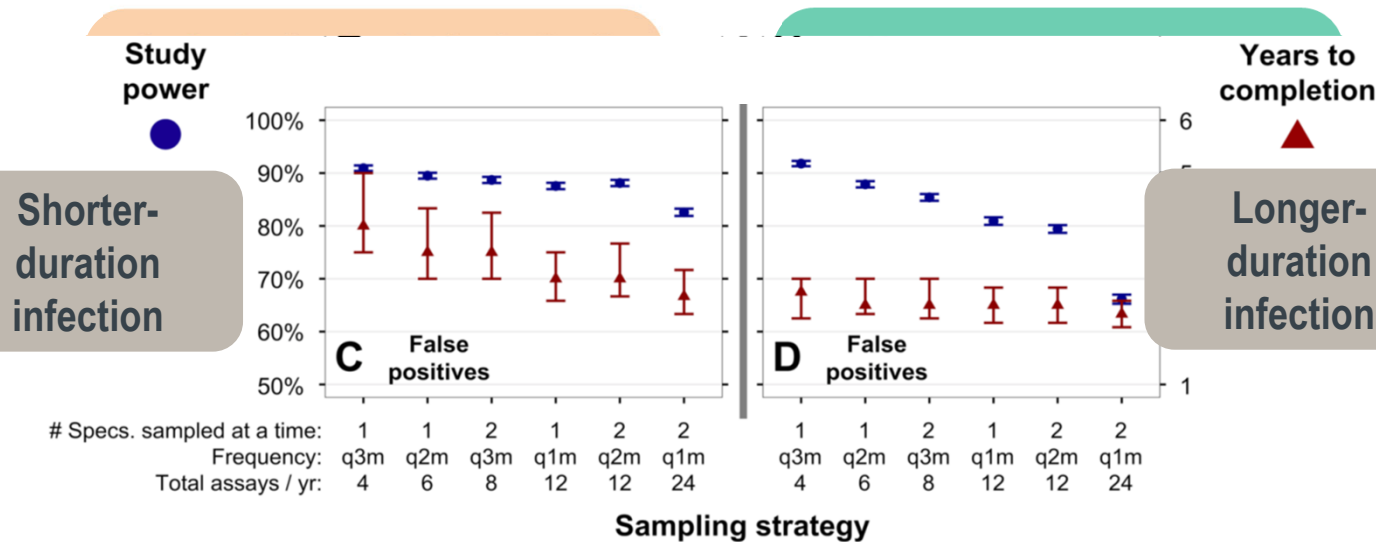 Study
power
Years to
completion
100%
90%
80%
70%
60%
50%
6
1
Shorter-
duration
infection
Longer-
duration
infection
C
False
positives
D
False
positives
# Specs. sampled at a time: 1 1 2 1 2 2 1 1 2 1 2 2
Frequency: q3m q2m q3m q1m q2m q1m q3m q2m q3m q1m q2m q1m
Total assays / yr: 4 6 8 12 12 24 4 6 8 12 12 24
Sampling strategy